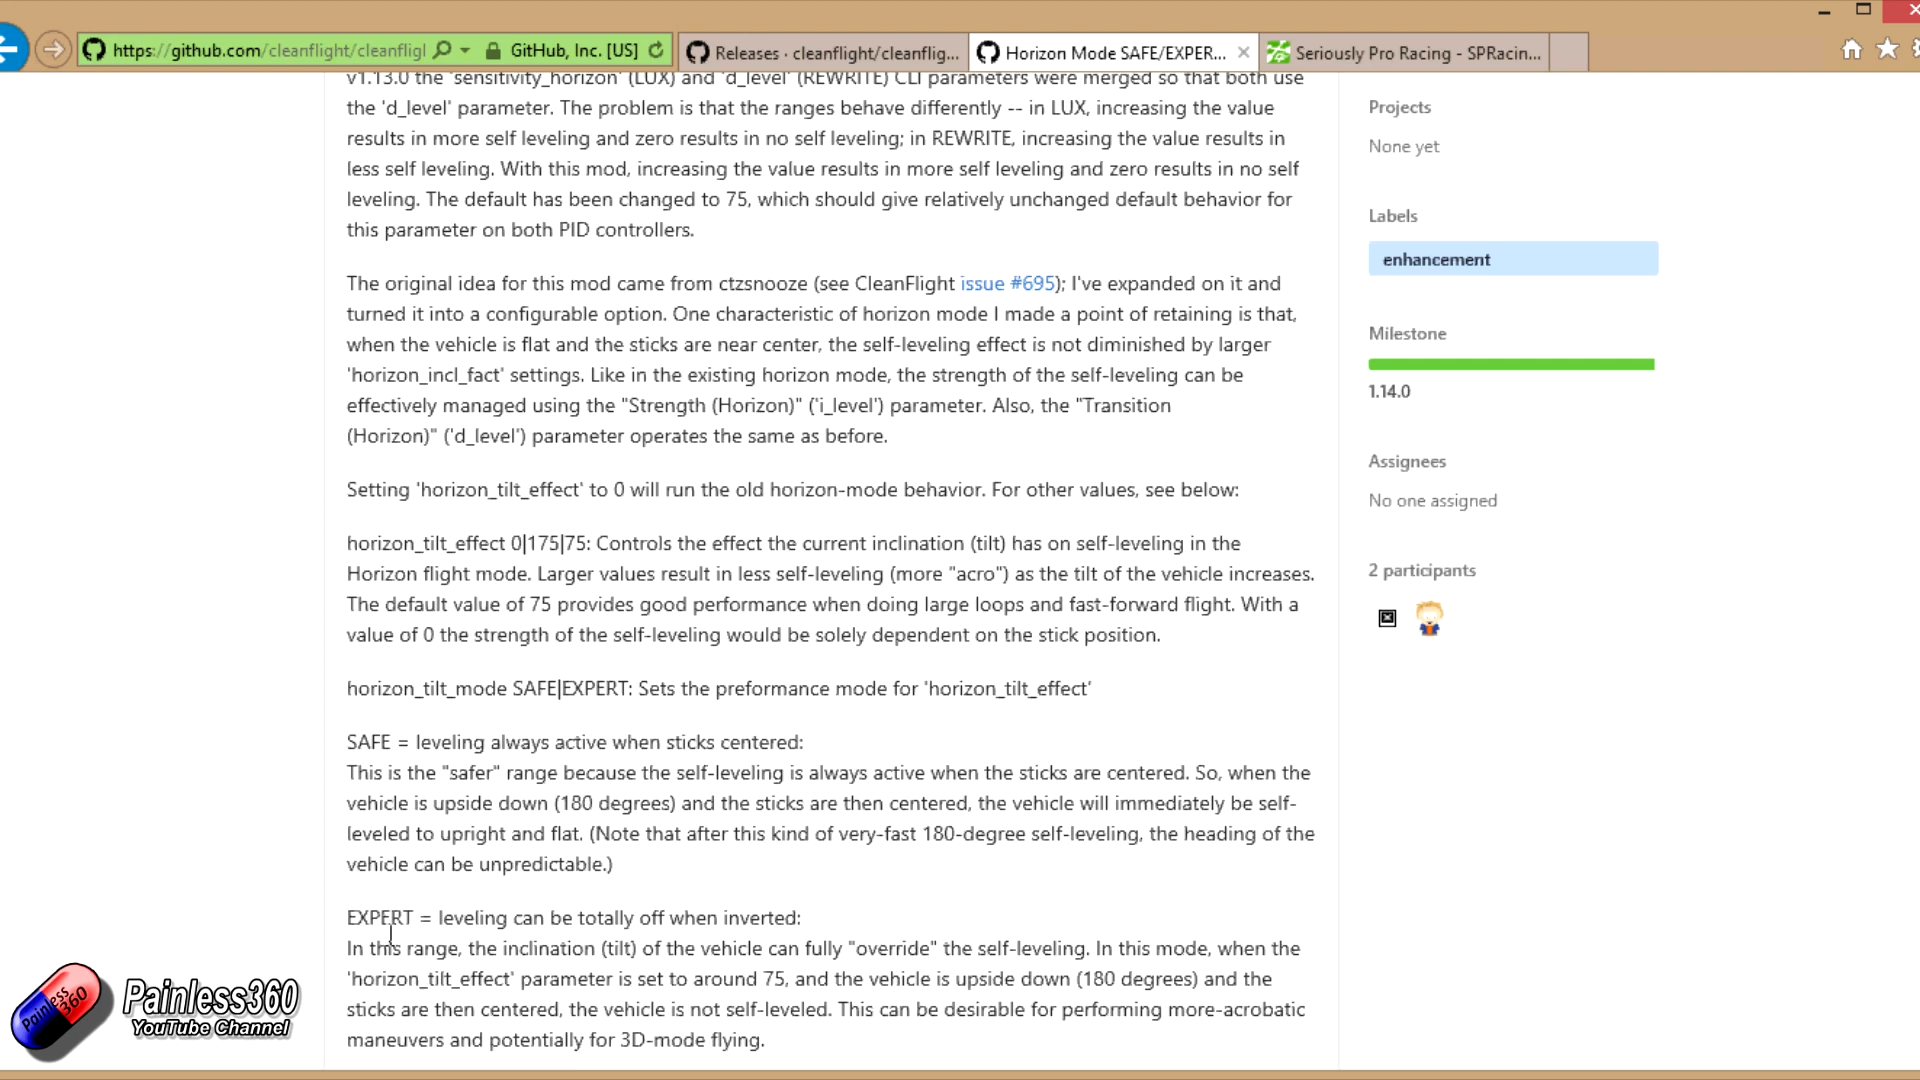 https://github.com/cleanflight/cleanfligl
GitHub, Inc. [US]
Releases · cleanflight/cleanflig...
Horizon Mode SAFE/EXPER...
Seriously Pro Racing - SPRacin...
v1.13.0 the 'sensitivity_horizon' (LUX) and 'd_level' (REWRITE) CLI parameters were merged so that both use
the 'd_level' parameter. The problem is that the ranges behave differently -- in LUX, increasing the value
results in more self leveling and zero results in no self leveling; in REWRITE, increasing the value results in
less self leveling. With this mod, increasing the value results in more self leveling and zero results in no self
leveling. The default has been changed to 75, which should give relatively unchanged default behavior for
this parameter on both PID controllers.
The original idea for this mod came from ctzsnooze (see CleanFlight issue #695); I've expanded on it and
turned it into a configurable option. One characteristic of horizon mode I made a point of retaining is that,
when the vehicle is flat and the sticks are near center, the self-leveling effect is not diminished by larger
'horizon_incl_fact' settings. Like in the existing horizon mode, the strength of the self-leveling can be
effectively managed using the "Strength (Horizon)" ('i_level') parameter. Also, the "Transition
(Horizon)" ('d_level') parameter operates the same as before.
Setting 'horizon_tilt_effect' to 0 will run the old horizon-mode behavior. For other values, see below:
horizon_tilt_effect 0|175|75: Controls the effect the current inclination (tilt) has on self-leveling in the
Horizon flight mode. Larger values result in less self-leveling (more "acro") as the tilt of the vehicle increases.
The default value of 75 provides good performance when doing large loops and fast-forward flight. With a
value of 0 the strength of the self-leveling would be solely dependent on the stick position.
horizon_tilt_mode SAFE|EXPERT: Sets the preformance mode for 'horizon_tilt_effect'
SAFE = leveling always active when sticks centered:
This is the "safer" range because the self-leveling is always active when the sticks are centered. So, when the
vehicle is upside down (180 degrees) and the sticks are then centered, the vehicle will immediately be self-
leveled to upright and flat. (Note that after this kind of very-fast 180-degree self-leveling, the heading of the
vehicle can be unpredictable.)
EXPERT = leveling can be totally off when inverted:
In this range, the inclination (tilt) of the vehicle can fully "override" the self-leveling. In this mode, when the
'horizon_tilt_effect' parameter is set to around 75, and the vehicle is upside down (180 degrees) and the
sticks are then centered, the vehicle is not self-leveled. This can be desirable for performing more-acrobatic
maneuvers and potentially for 3D-mode flying.
Projects
None yet
Labels
enhancement
Milestone
1.14.0
Assignees
No one assigned
2 participants
Painless360
Painless360
YouTube Channel